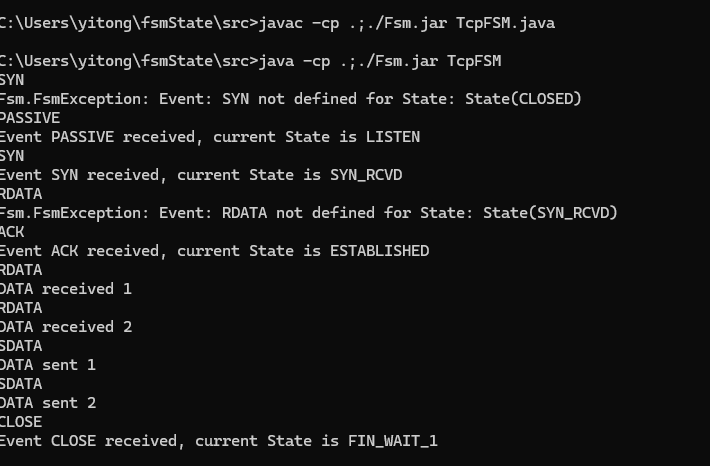 C:\Users\yitong\fsmState\src>javac -cp .;./Fsm.jar TcpFSM.java
C:\Users\yitong\fsmState\src>java -cp .;./Fsm.jar TcpFSM
SYN
Fsm.FsmException: Event: SYN not defined for State: State(CLOSED)
PASSIVE
Event PASSIVE received, current State is LISTEN
SYN
Event SYN received, current State is SYN_RCVD
RDATA
Fsm.FsmException: Event: RDATA not defined for State: State(SYN_RCVD)
ACK
Event ACK received, current State is ESTABLISHED
RDATA
DATA received 1
RDATA
DATA received 2
SDATA
DATA sent 1
SDATA
DATA sent 2
CLOSE
Event CLOSE received, current State is FIN_WAIT_1